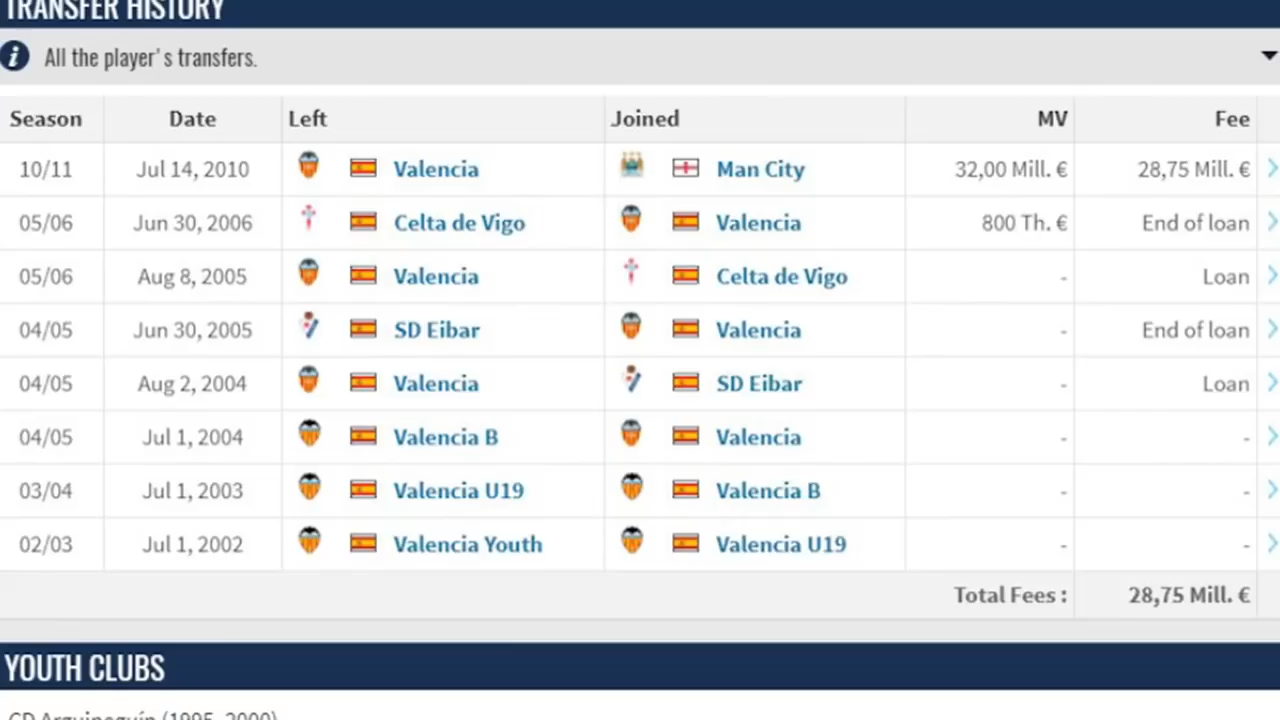 TRANSFER HISTORY
All the player's transfers.
Season Date Left Joined MV Fee
10/11 Jul 14, 2010 Valencia Man City 32,00 Mill. € 28,75 Mill. €
05/06 Jun 30, 2006 Celta de Vigo Valencia 800 Th. € End of loan
05/06 Aug 8, 2005 Valencia Celta de Vigo - Loan
04/05 Jun 30, 2005 SD Eibar Valencia - End of loan
04/05 Aug 2, 2004 Valencia SD Eibar - Loan
04/05 Jul 1, 2004 Valencia B Valencia - -
03/04 Jul 1, 2003 Valencia U19 Valencia B - -
02/03 Jul 1, 2002 Valencia Youth Valencia U19 - -
Total Fees : 28,75 Mill. €
YOUTH CLUBS
CD Arguineguín (1995-2000)